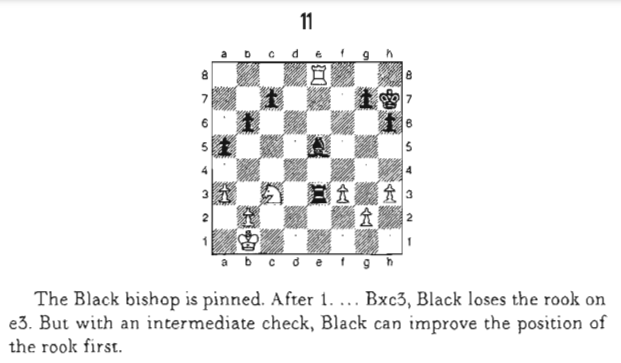 11
a b c d e f g h
8 8
7 7
6 6
5 5
4 4
3 3
2 2
1 1
a b c d e f g h
The Black bishop is pinned. After 1. ... Bxc3, Black loses the rook on
e3. But with an intermediate check, Black can improve the position of
the rook first.